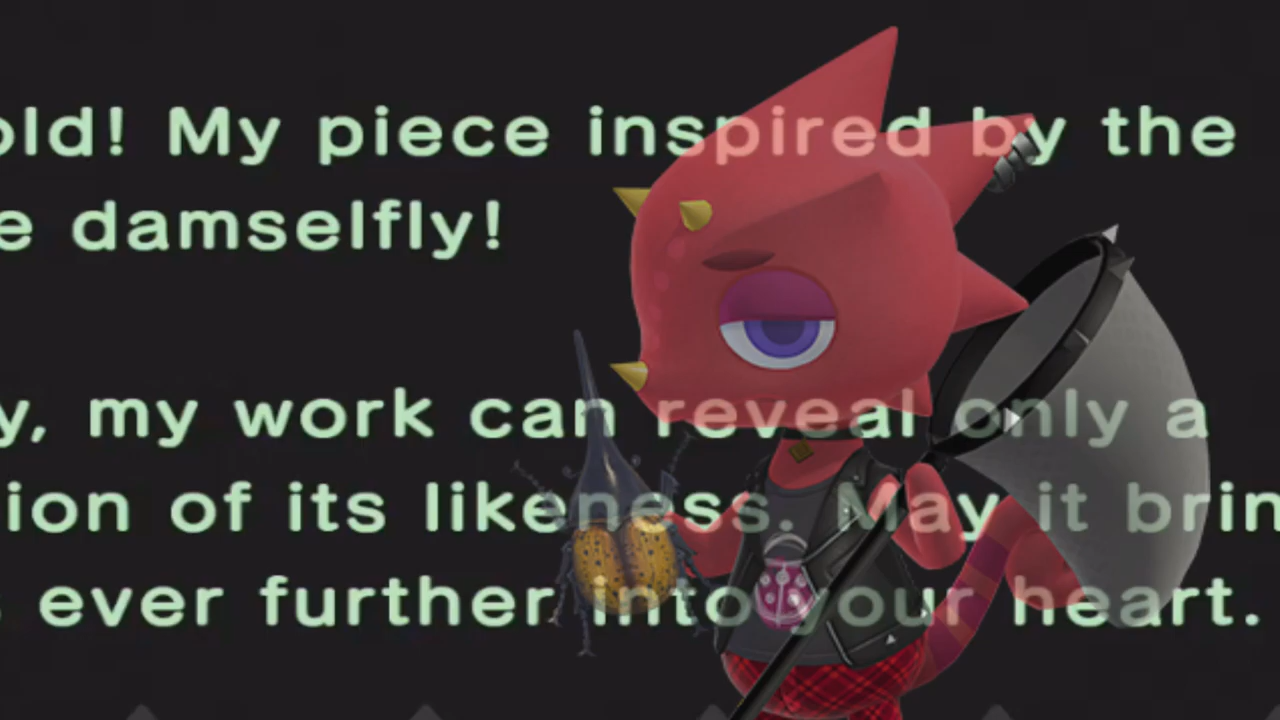 old! My piece inspired by the
e damselfly!
y, my work can reveal only a
ion of its likeness. May it brin
s ever further into your heart.